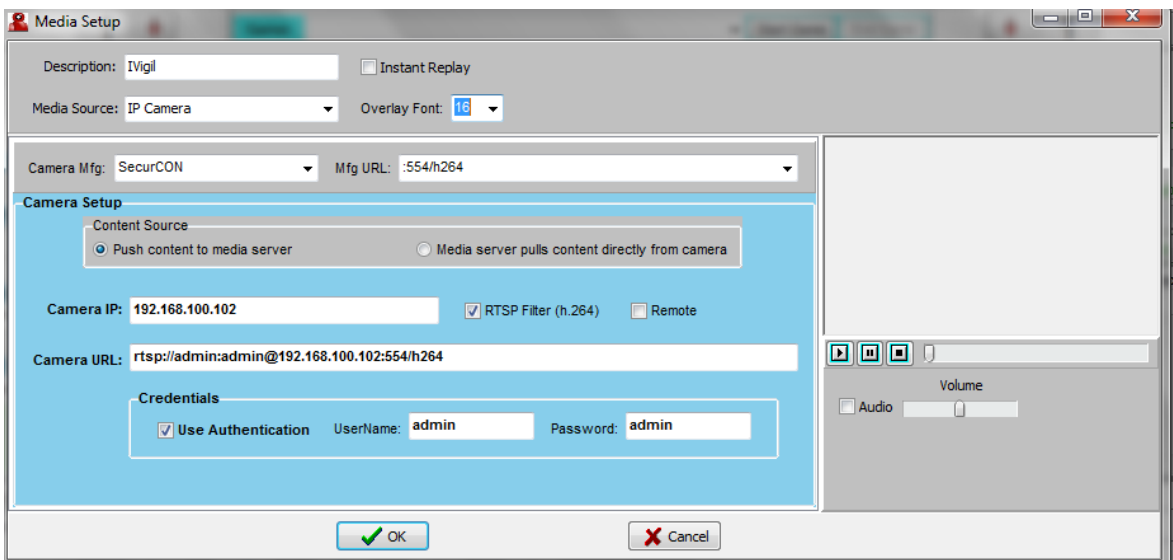 Media Setup
Description: IVigil Instant Replay
Media Source: IP Camera Overlay Font: 16
Camera Mfg: SecurCON Mfg URL: :554/h264
Camera Setup
Content Source
Push content to media server Media server pulls content directly from camera
Camera IP: 192.168.100.102 RTSP Filter (h.264) Remote
Camera URL: rtsp://admin:admin@192.168.100.102:554/h264
Credentials
Use Authentication UserName: admin Password: admin
Volume
Audio
OK Cancel